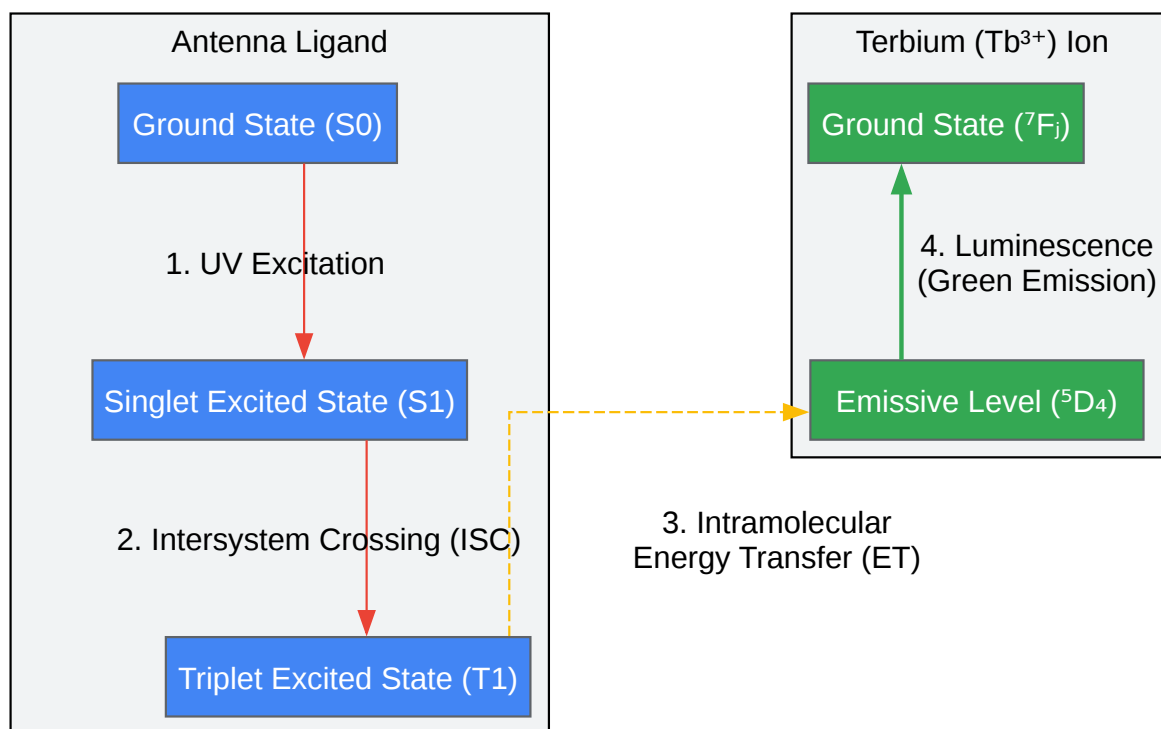 Antenna Ligand
Ground State (S0)
1. UV Excitation
Singlet Excited State (S1)
2. Intersystem Crossing (ISC)
Triplet Excited State (T1)
3. Intramolecular
Energy Transfer (ET)
Terbium (Tb³⁺) Ion
Ground State (⁷Fⱼ)
4. Luminescence
(Green Emission)
Emissive Level (⁵D₄)